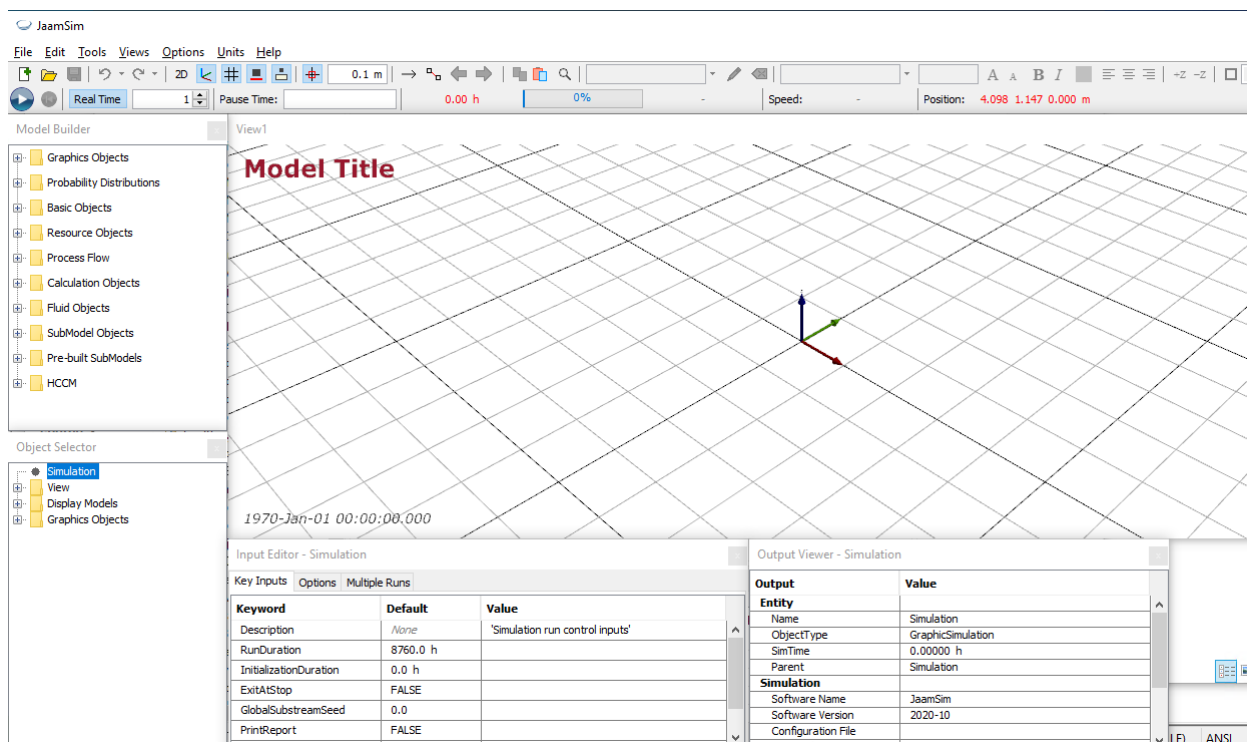 JaamSim
File Edit Tools Views Options Units Help
2D 0.1 m A A B I +Z -Z
Real Time 1 Pause Time: 0.00 h 0% - Speed: - Position: 4.098 1.147 0.000 m
Model Builder
Graphics Objects
Probability Distributions
Basic Objects
Resource Objects
Process Flow
Calculation Objects
Fluid Objects
SubModel Objects
Pre-built SubModels
HCCM
Object Selector
Simulation
View
Display Models
Graphics Objects
View1
Model Title
1970-Jan-01 00:00:00.000
Input Editor - Simulation
Key Inputs Options Multiple Runs
Keyword Default Value
Description None 'Simulation run control inputs'
RunDuration 8760.0 h
InitializationDuration 0.0 h
ExitAtStop FALSE
GlobalSubstreamSeed 0.0
PrintReport FALSE
Output Viewer - Simulation
Output Value
Entity
Name Simulation
ObjectType GraphicSimulation
SimTime 0.00000 h
Parent Simulation
Simulation
Software Name JaamSim
Software Version 2020-10
Configuration File
ANSI